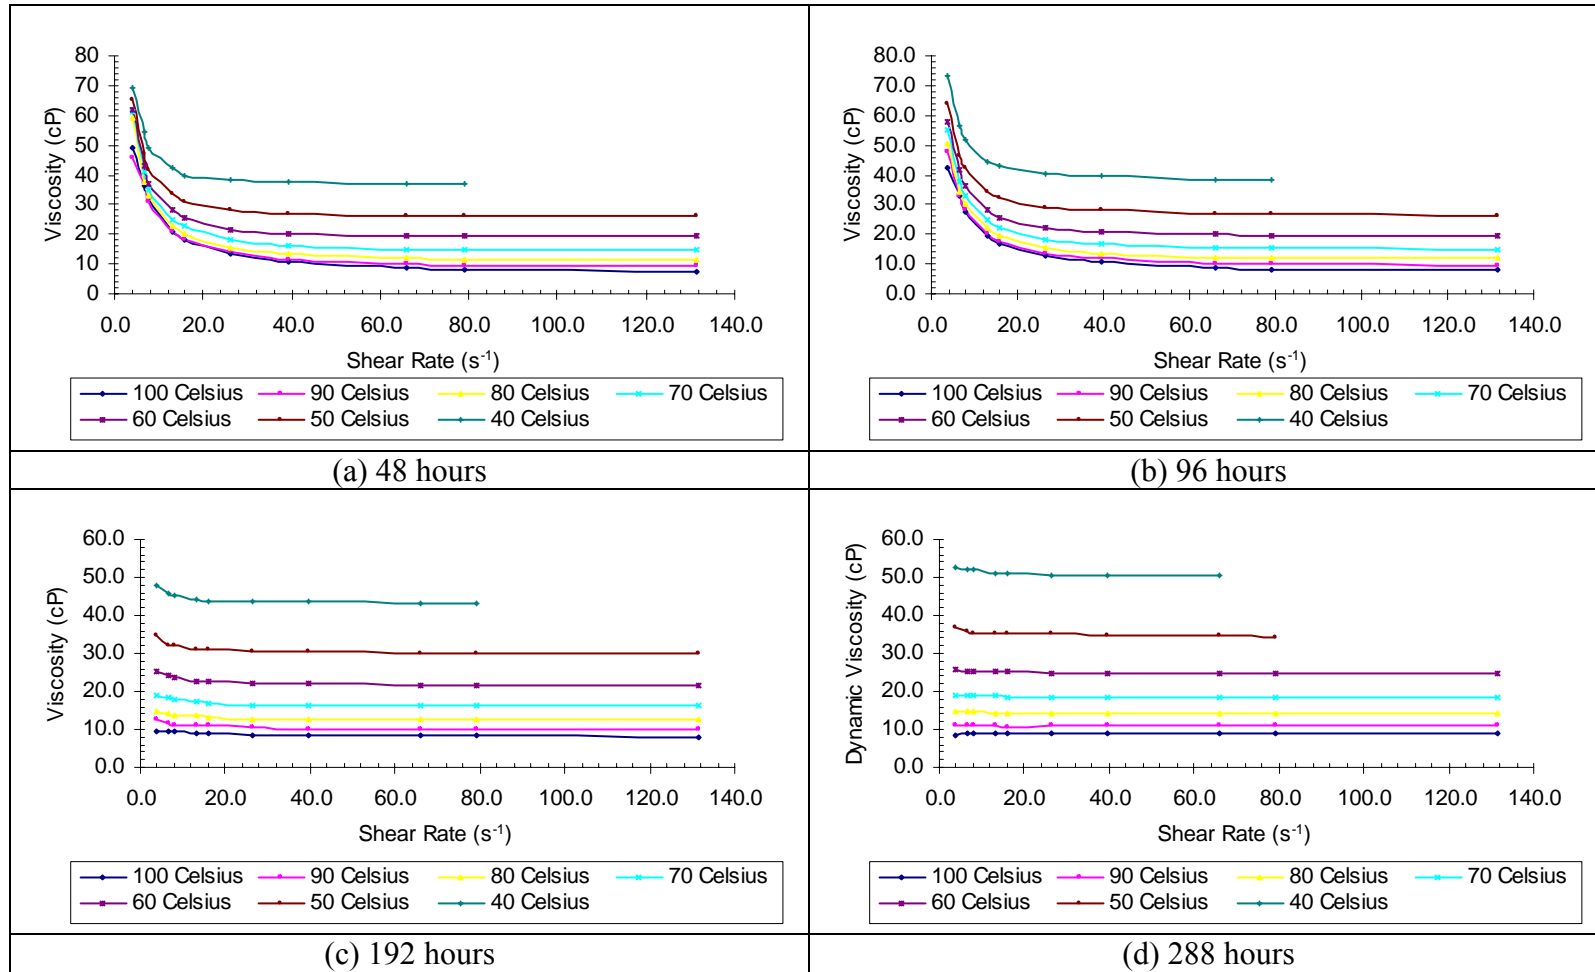 80
70
60
50
40
30
20
10
0
Viscosity (cP)
0.0 20.0 40.0 60.0 80.0 100.0 120.0 140.0
Shear Rate (s-1)
100 Celsius 90 Celsius 80 Celsius 70 Celsius
60 Celsius 50 Celsius 40 Celsius
(a) 48 hours
80.0
70.0
60.0
50.0
40.0
30.0
20.0
10.0
0.0
Viscosity (cP)
0.0 20.0 40.0 60.0 80.0 100.0 120.0 140.0
Shear Rate (s-1)
100 Celsius 90 Celsius 80 Celsius 70 Celsius
60 Celsius 50 Celsius 40 Celsius
(b) 96 hours
60.0
50.0
40.0
30.0
20.0
10.0
0.0
Viscosity (cP)
0.0 20.0 40.0 60.0 80.0 100.0 120.0 140.0
Shear Rate (s-1)
100 Celsius 90 Celsius 80 Celsius 70 Celsius
60 Celsius 50 Celsius 40 Celsius
(c) 192 hours
60.0
50.0
40.0
30.0
20.0
10.0
0.0
Dynamic Viscosity (cP)
0.0 20.0 40.0 60.0 80.0 100.0 120.0 140.0
Shear Rate (s-1)
100 Celsius 90 Celsius 80 Celsius 70 Celsius
60 Celsius 50 Celsius 40 Celsius
(d) 288 hours